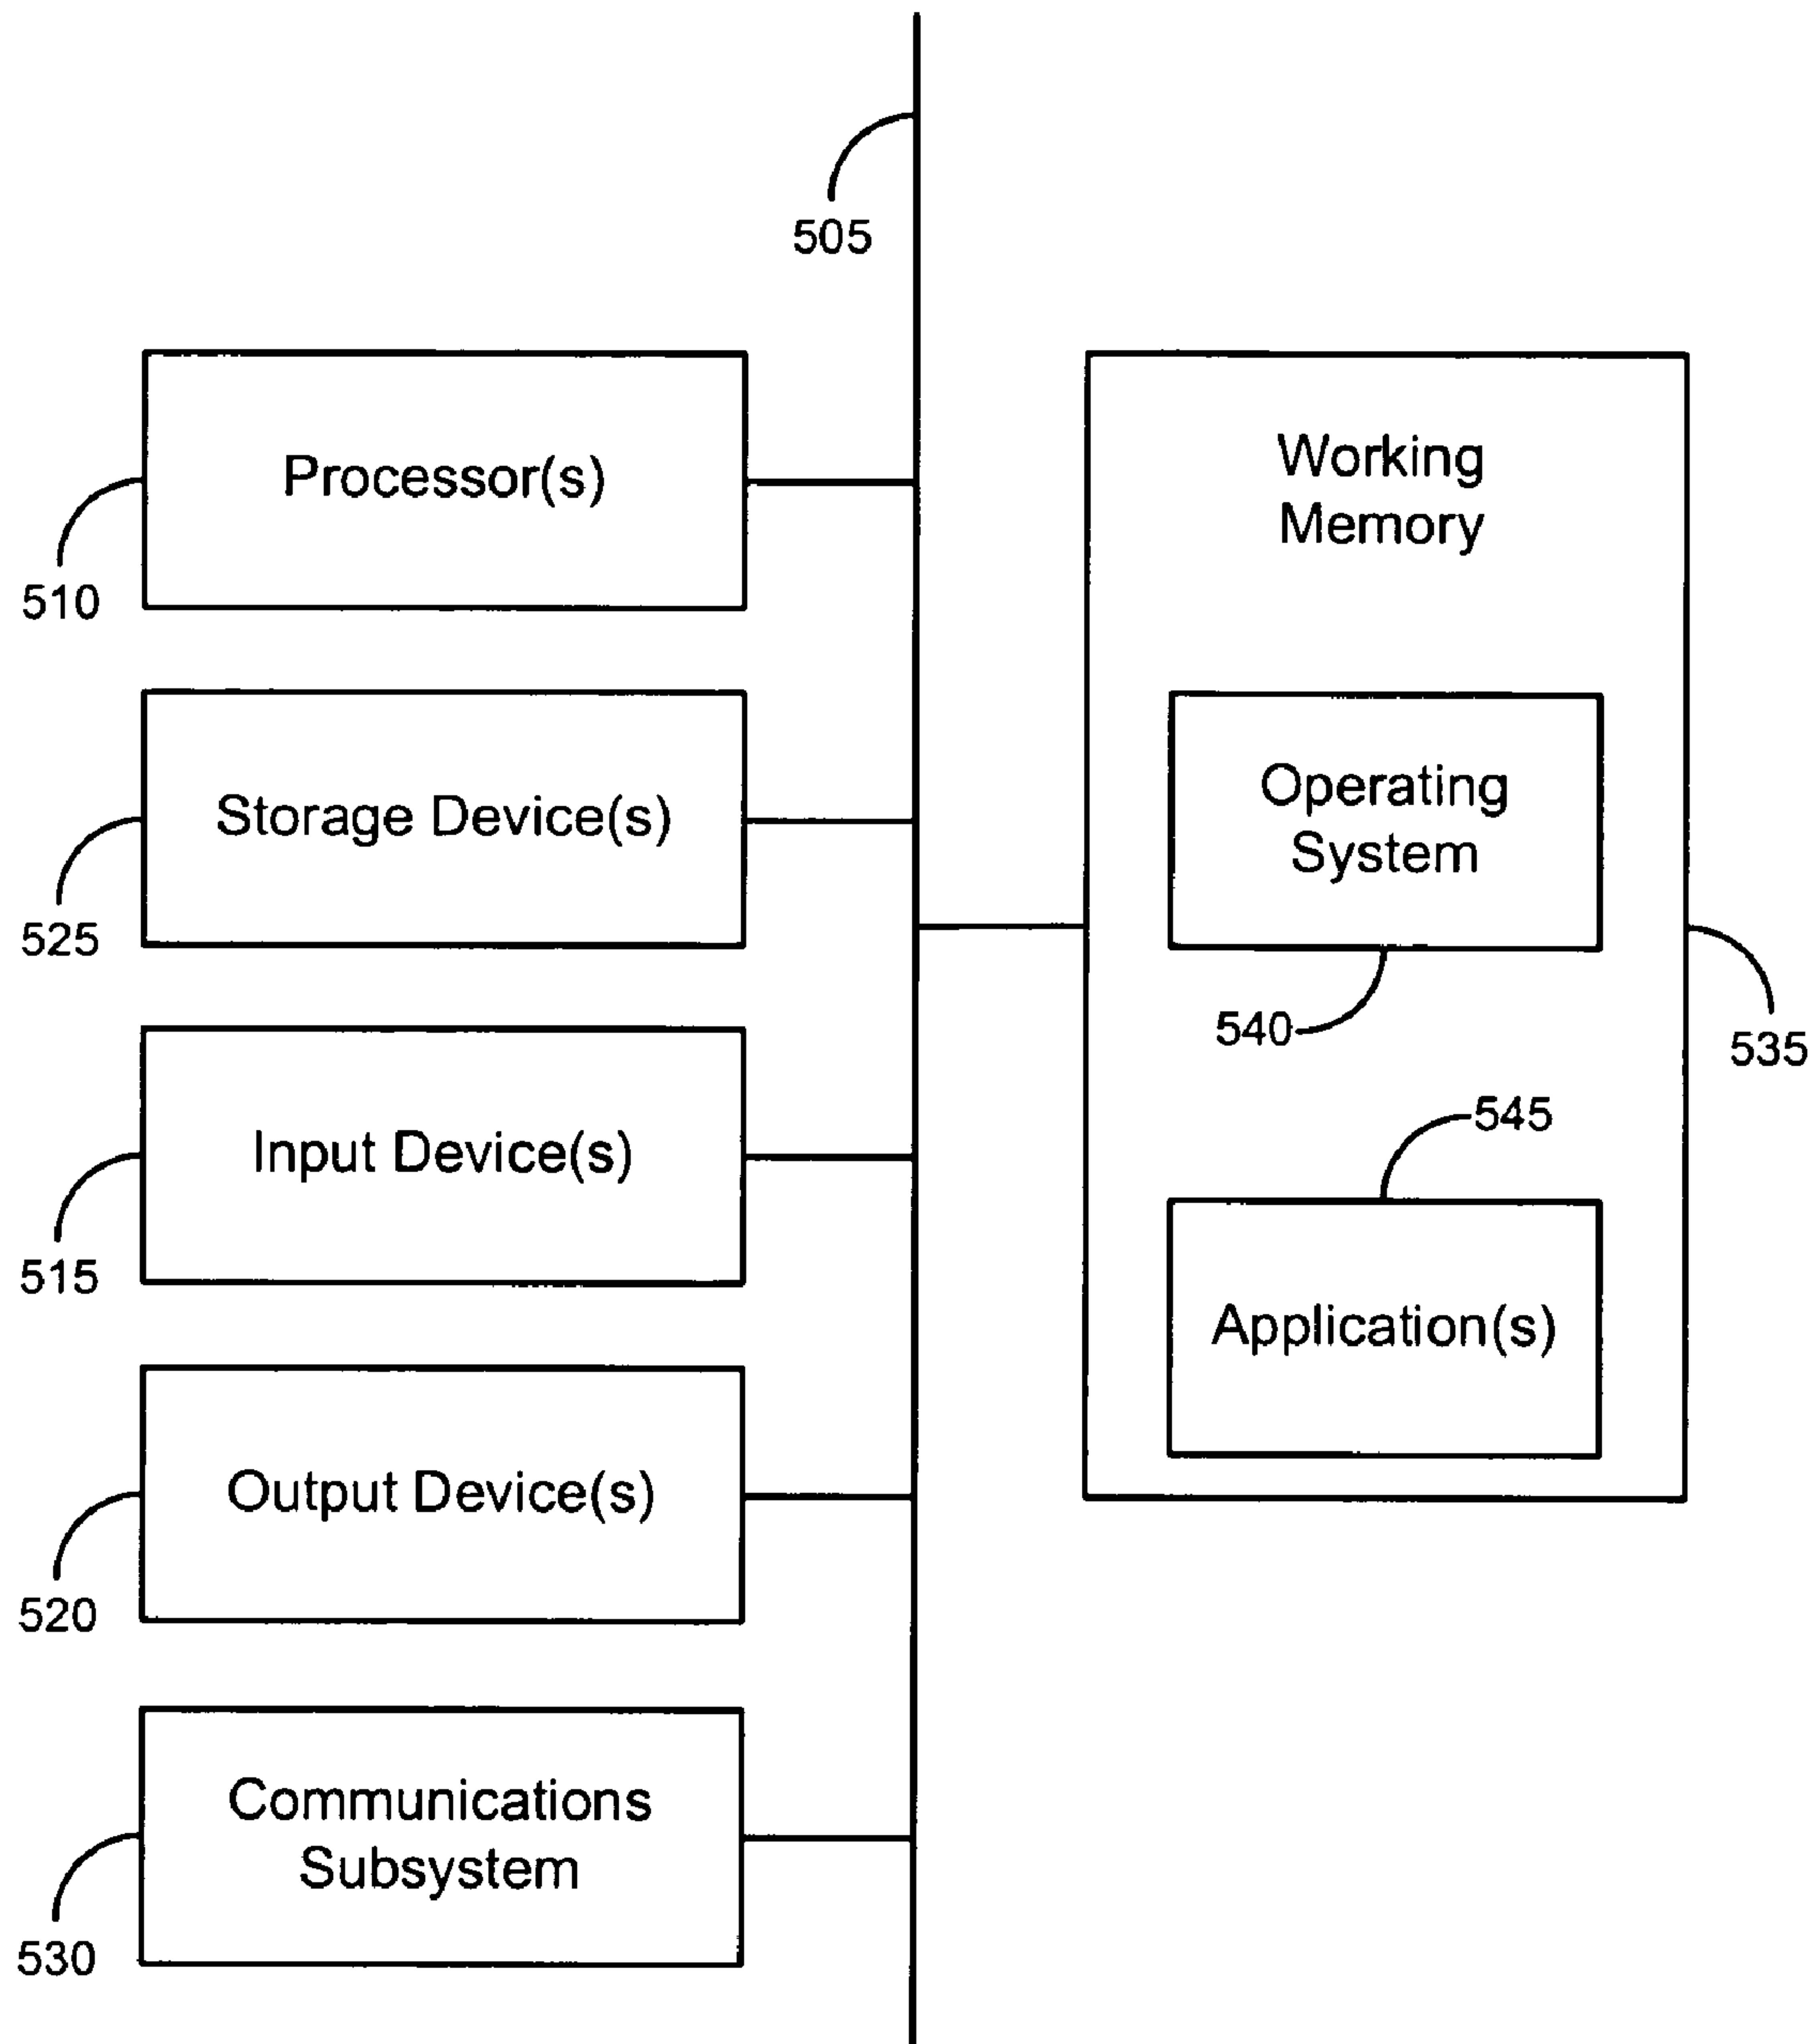 505
Processor(s)
510
Storage Device(s)
525
Input Device(s)
515
Output Device(s)
520
Communications
Subsystem
530
Working
Memory
Operating
System
540
535
545
Application(s)